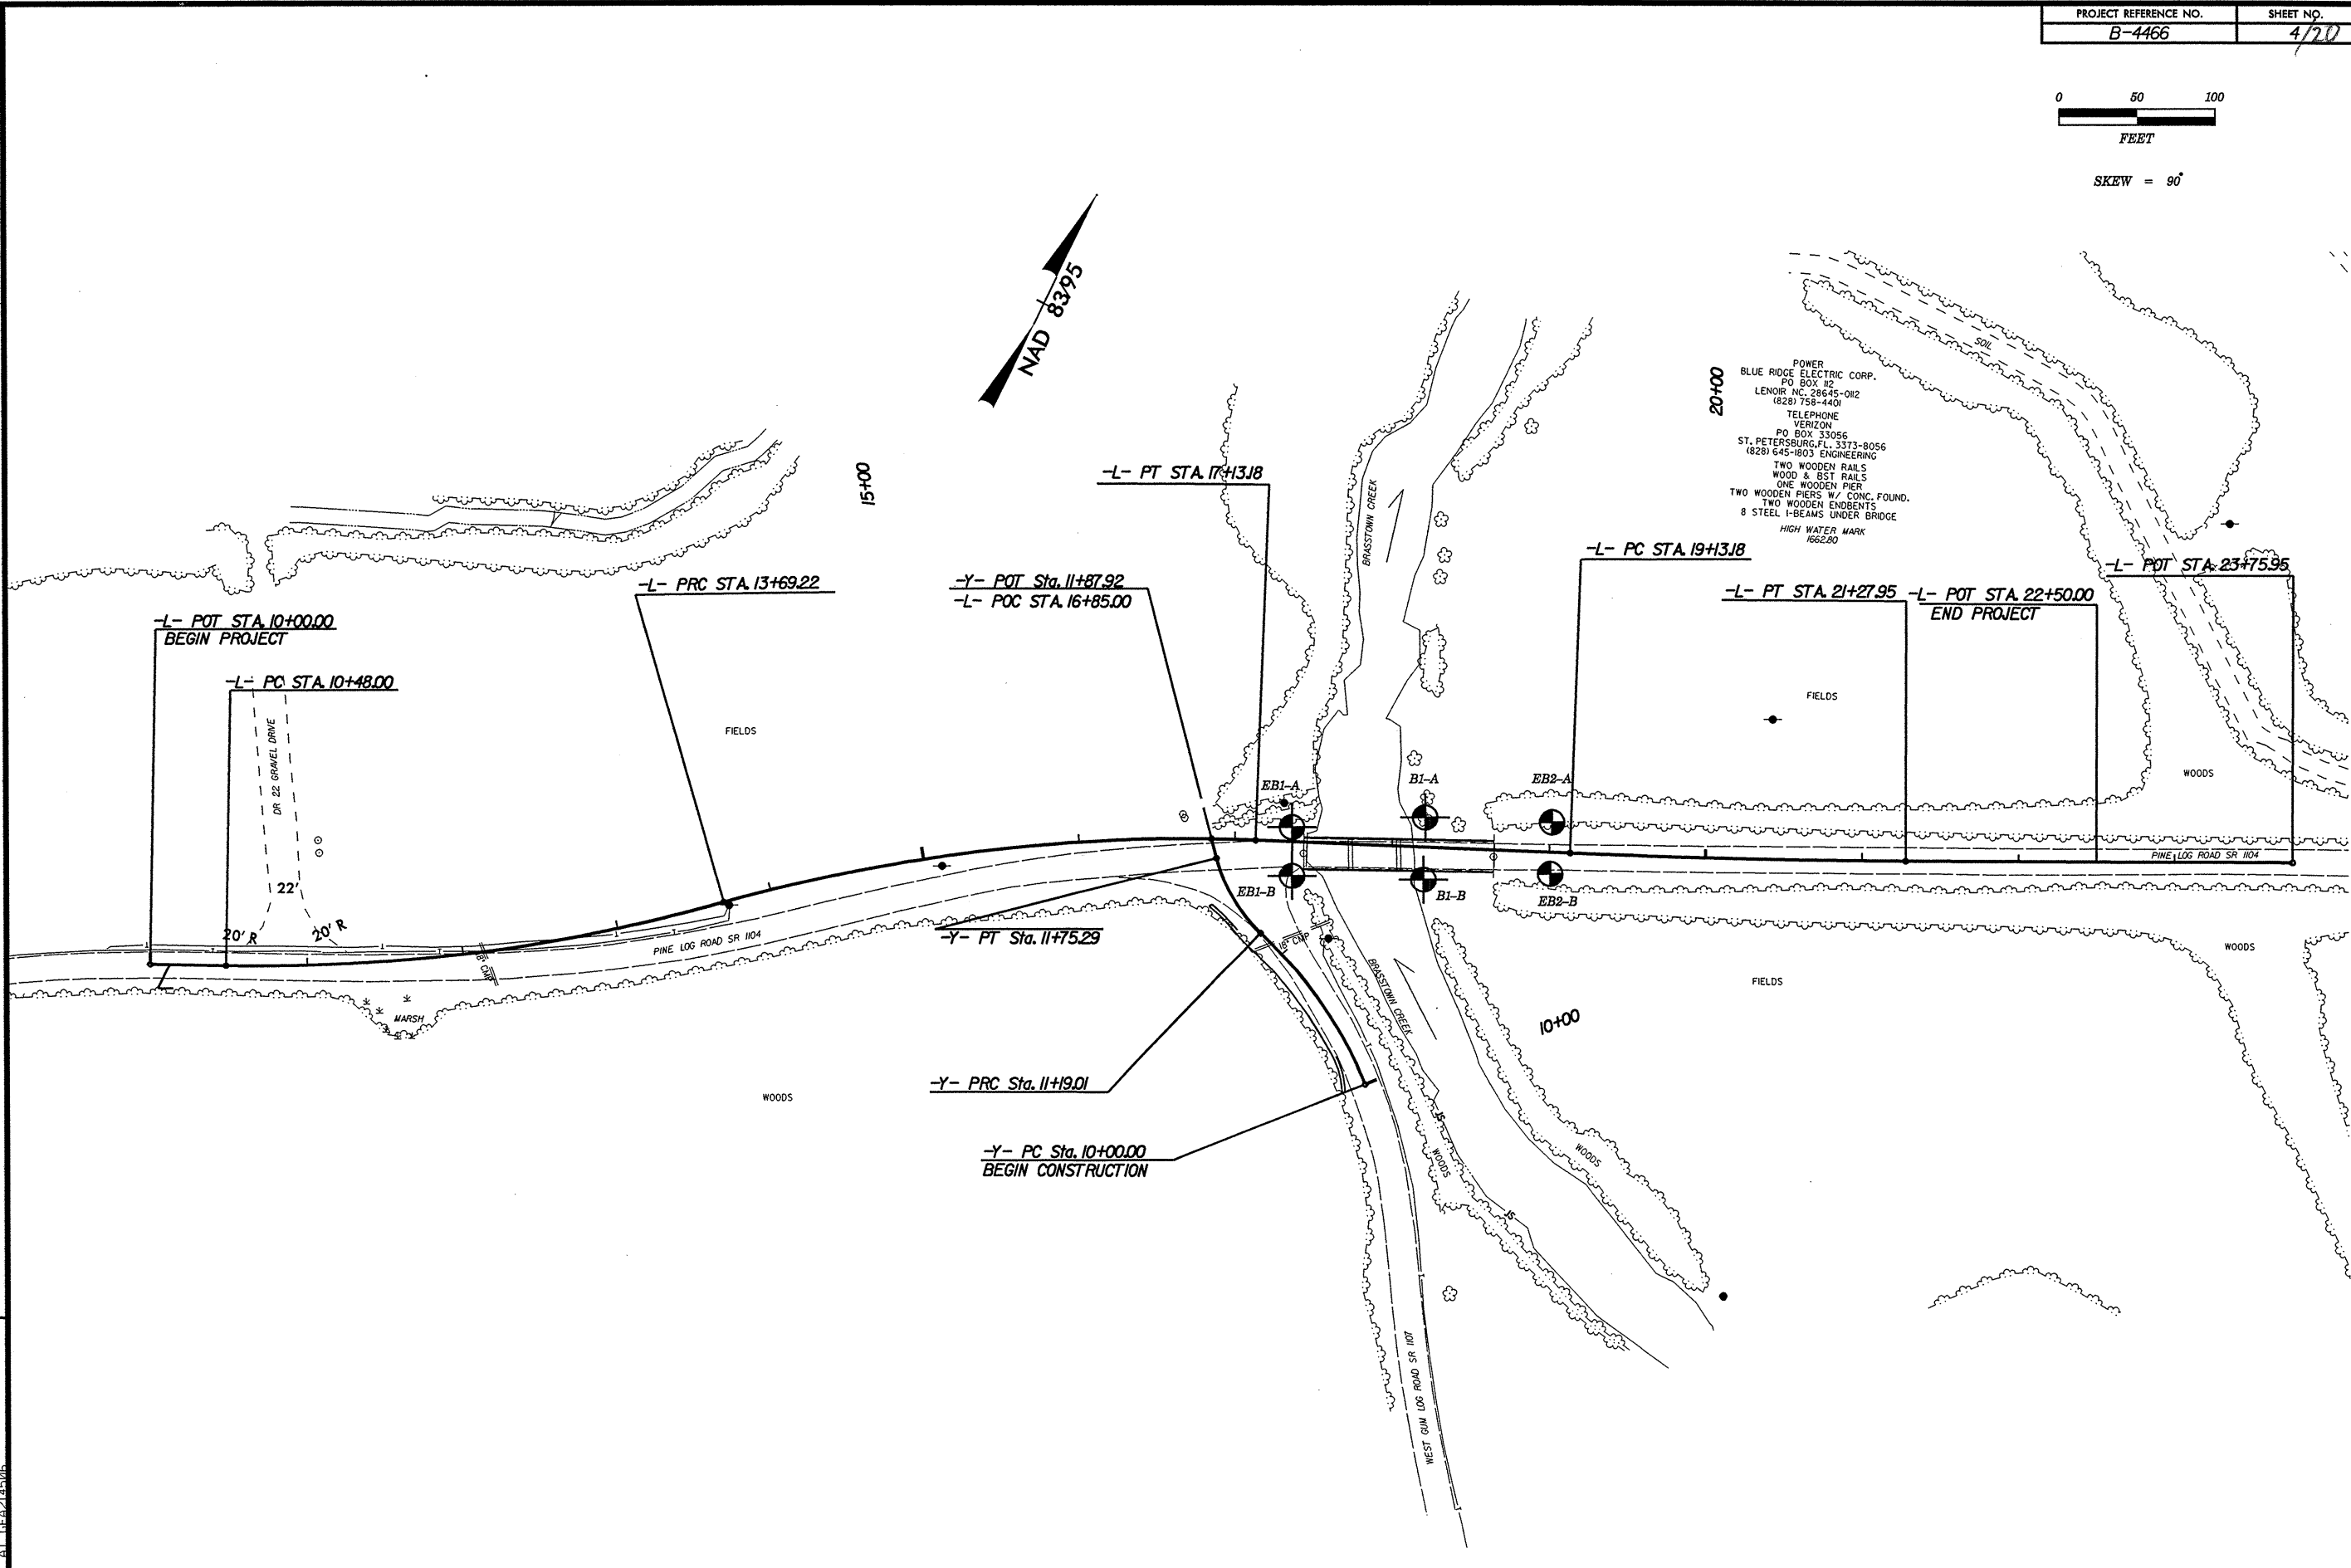 PROJECT REFERENCE NO.
SHEET NO.
B-4466
4/20
0 50 100
FEET
SKEW = 90°
NAD 83/95
SOIL
20+00
POWER
BLUE RIDGE ELECTRIC CORP.
PO BOX 112
LENOIR NC, 28645-0112
(828) 758-4401
TELEPHONE
VERIZON
PO BOX 33056
ST. PETERSBURG,FL. 3373-8056
(828) 645-1803 ENGINEERING
TWO WOODEN RAILS
WOOD & BST RAILS
ONE WOODEN PIER
TWO WOODEN PIERS W/ CONC. FOUND.
TWO WOODEN ENDBENTS
8 STEEL I-BEAMS UNDER BRIDGE
HIGH WATER MARK
1662.80
15+00
-L- PT STA. 17+13.18
BRASSTOWN CREEK
-L- PC STA. 19+13.18
-L- POT STA. 23+75.95
-L- PRC STA. 13+69.22
-Y- POT Sta. 11+87.92
-L- POC STA. 16+85.00
-L- PT STA. 21+27.95
-L- POT STA. 22+50.00
END PROJECT
-L- POT STA. 10+00.00
BEGIN PROJECT
-L- PC STA. 10+48.00
DR 22 GRAVEL DRIVE
FIELDS
FIELDS
WOODS
EB1-A
B1-A
EB2-A
PINE LOG ROAD SR 1104
22'
20' R
20' R
EB1-B
B1-B
EB2-B
-Y- PT Sta. 11+75.29
PINE LOG ROAD SR 1104
18" CMP
18" CMP
WOODS
FIELDS
BRASSTOWN CREEK
MARSH
10+00
-Y- PRC Sta. 11+19.01
WOODS
-Y- PC Sta. 10+00.00
BEGIN CONSTRUCTION
JS
WOODS
WOODS
JS
WEST GUM LOG ROAD SR 1107